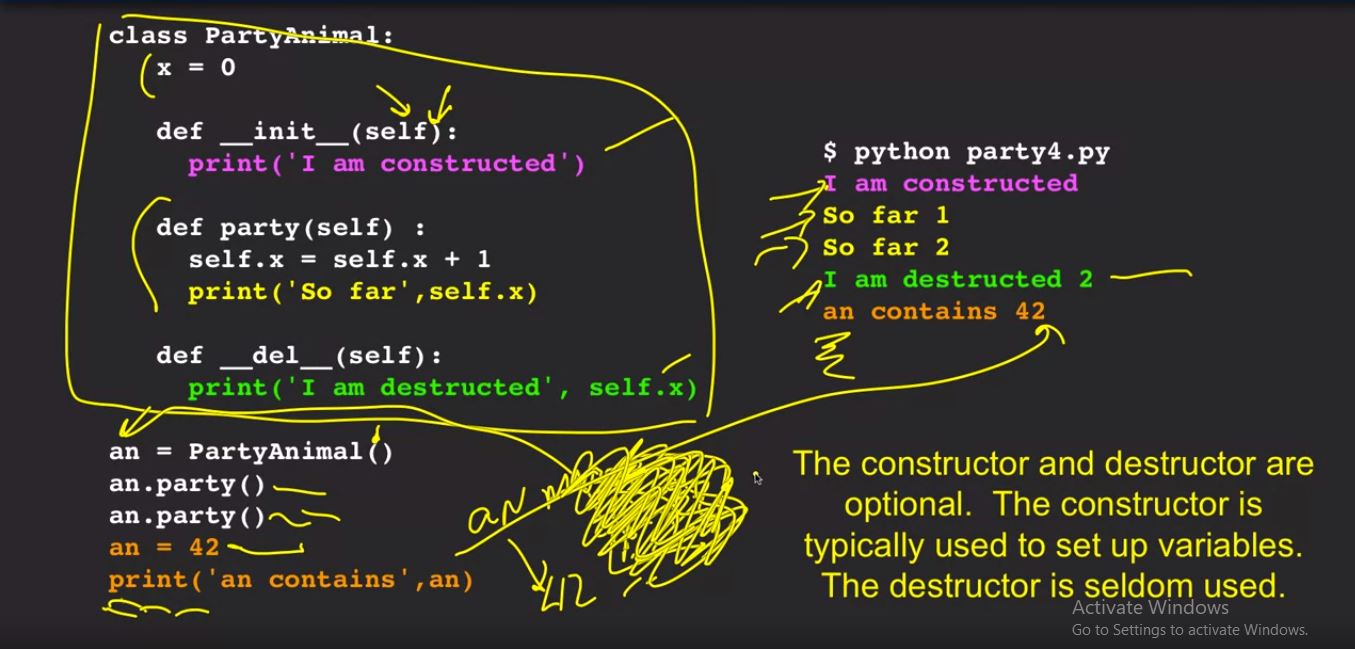 class PartyAnimal:
x = 0
def __init__(self):
print('I am constructed')
def party(self) :
self.x = self.x + 1
print('So far',self.x)
def __del__(self):
print('I am destructed', self.x)
an = PartyAnimal()
an.party()
an.party()
an = 42
print('an contains',an)
an
42
$ python party4.py
I am constructed
So far 1
So far 2
I am destructed 2
an contains 42
The constructor and destructor are
optional. The constructor is
typically used to set up variables.
The destructor is seldom used.
Activate Windows
Go to Settings to activate Windows.